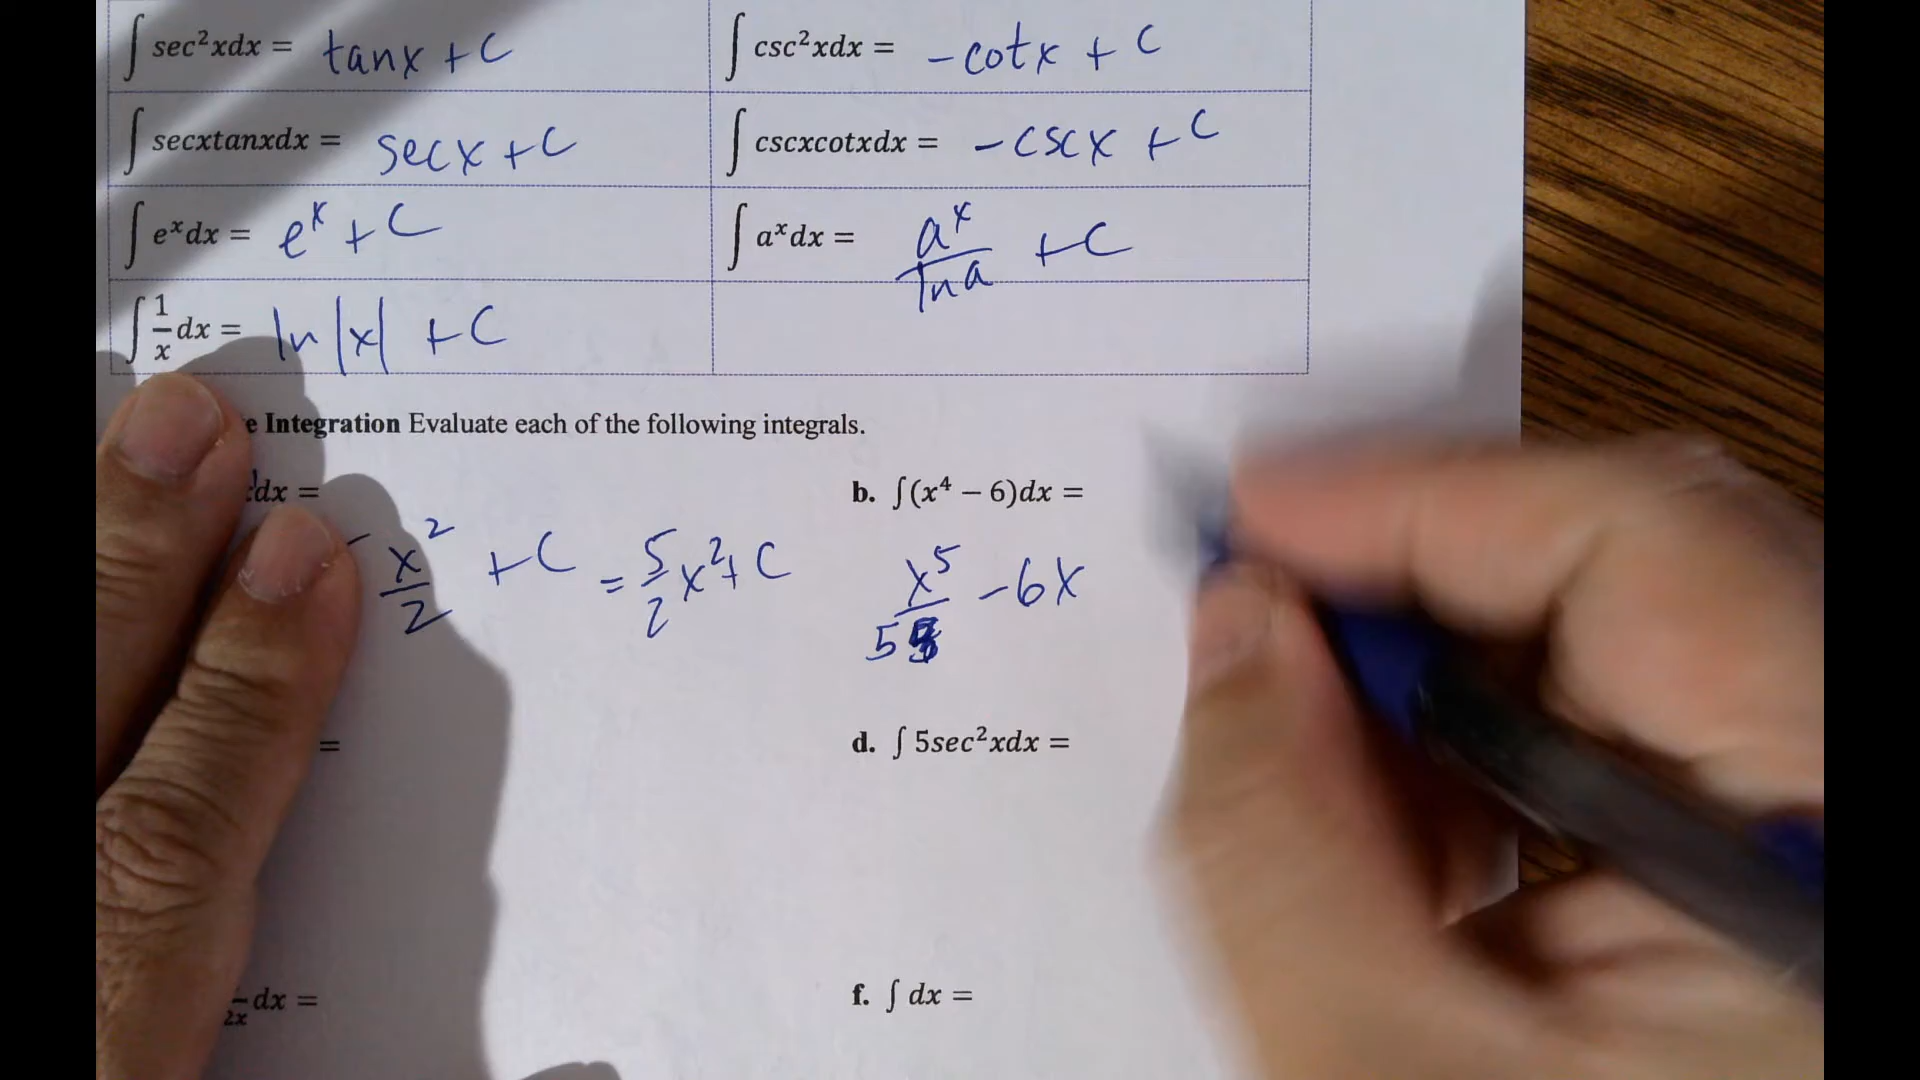 ∫ sec²xdx = tanx + C
∫ csc²xdx = -cotx + C
∫ secxtanxdx = secx + C
∫ cscxcotxdx = -cscx + C
∫ eˣdx = eˣ + C
∫ aˣdx = aˣ/lna + C
∫ 1/x dx = ln|x| + C
Integration Evaluate each of the following integrals.
dx =
x²/2 + C = 5/2 x² + C
b. ∫(x⁴ – 6)dx =
x⁵/5 - 6x
=
d. ∫ 5sec²xdx =
/2x dx =
f. ∫ dx =